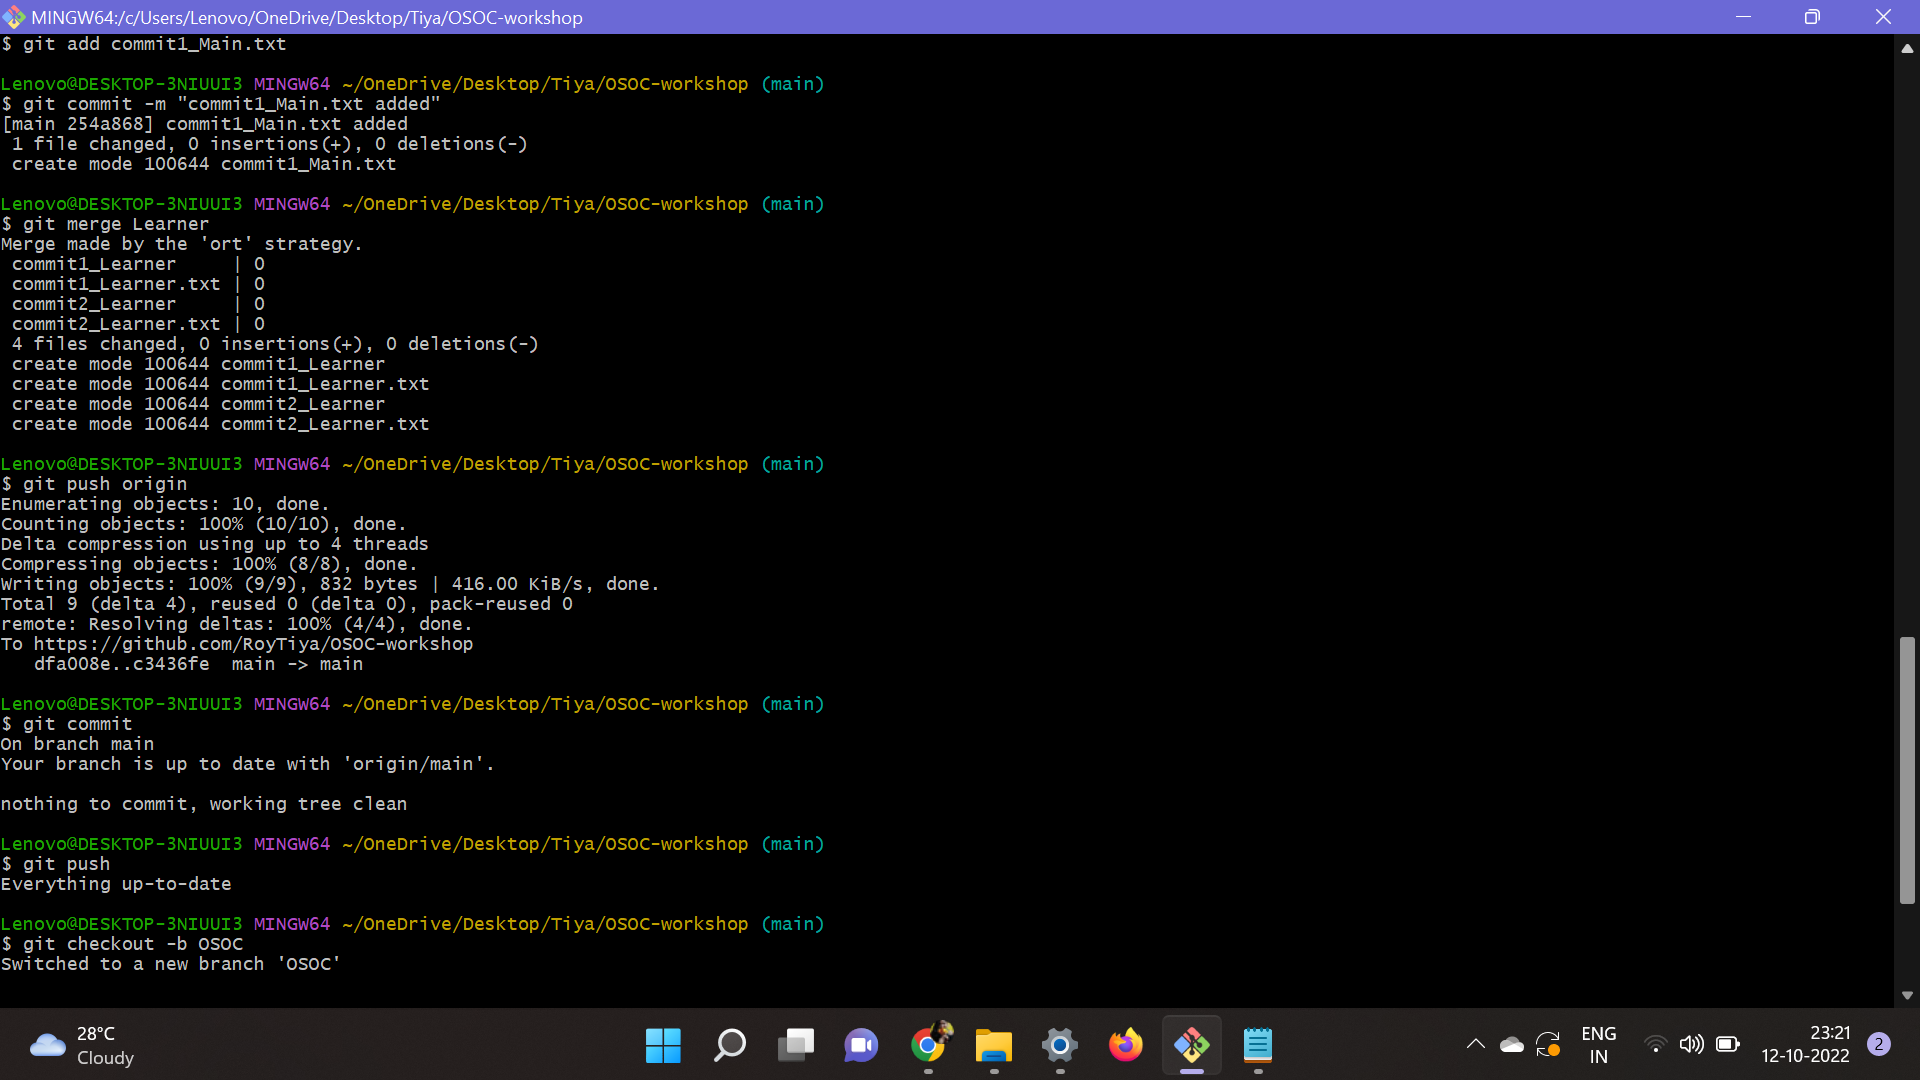 MINGW64:/c/Users/Lenovo/OneDrive/Desktop/Tiya/OSOC-workshop
$ git add commit1_Main.txt
Lenovo@DESKTOP-3NIUUI3 MINGW64 ~/OneDrive/Desktop/Tiya/OSOC-workshop (main)
$ git commit -m "commit1_Main.txt added"
[main 254a868] commit1_Main.txt added
 1 file changed, 0 insertions(+), 0 deletions(-)
 create mode 100644 commit1_Main.txt
Lenovo@DESKTOP-3NIUUI3 MINGW64 ~/OneDrive/Desktop/Tiya/OSOC-workshop (main)
$ git merge Learner
Merge made by the 'ort' strategy.
 commit1_Learner     | 0
 commit1_Learner.txt | 0
 commit2_Learner     | 0
 commit2_Learner.txt | 0
 4 files changed, 0 insertions(+), 0 deletions(-)
 create mode 100644 commit1_Learner
 create mode 100644 commit1_Learner.txt
 create mode 100644 commit2_Learner
 create mode 100644 commit2_Learner.txt
Lenovo@DESKTOP-3NIUUI3 MINGW64 ~/OneDrive/Desktop/Tiya/OSOC-workshop (main)
$ git push origin
Enumerating objects: 10, done.
Counting objects: 100% (10/10), done.
Delta compression using up to 4 threads
Compressing objects: 100% (8/8), done.
Writing objects: 100% (9/9), 832 bytes | 416.00 KiB/s, done.
Total 9 (delta 4), reused 0 (delta 0), pack-reused 0
remote: Resolving deltas: 100% (4/4), done.
To https://github.com/RoyTiya/OSOC-workshop
   dfa008e..c3436fe  main -> main
Lenovo@DESKTOP-3NIUUI3 MINGW64 ~/OneDrive/Desktop/Tiya/OSOC-workshop (main)
$ git commit
On branch main
Your branch is up to date with 'origin/main'.
nothing to commit, working tree clean
Lenovo@DESKTOP-3NIUUI3 MINGW64 ~/OneDrive/Desktop/Tiya/OSOC-workshop (main)
$ git push
Everything up-to-date
Lenovo@DESKTOP-3NIUUI3 MINGW64 ~/OneDrive/Desktop/Tiya/OSOC-workshop (main)
$ git checkout -b OSOC
Switched to a new branch 'OSOC'
28°C
Cloudy
ENG
IN
23:21
12-10-2022
2